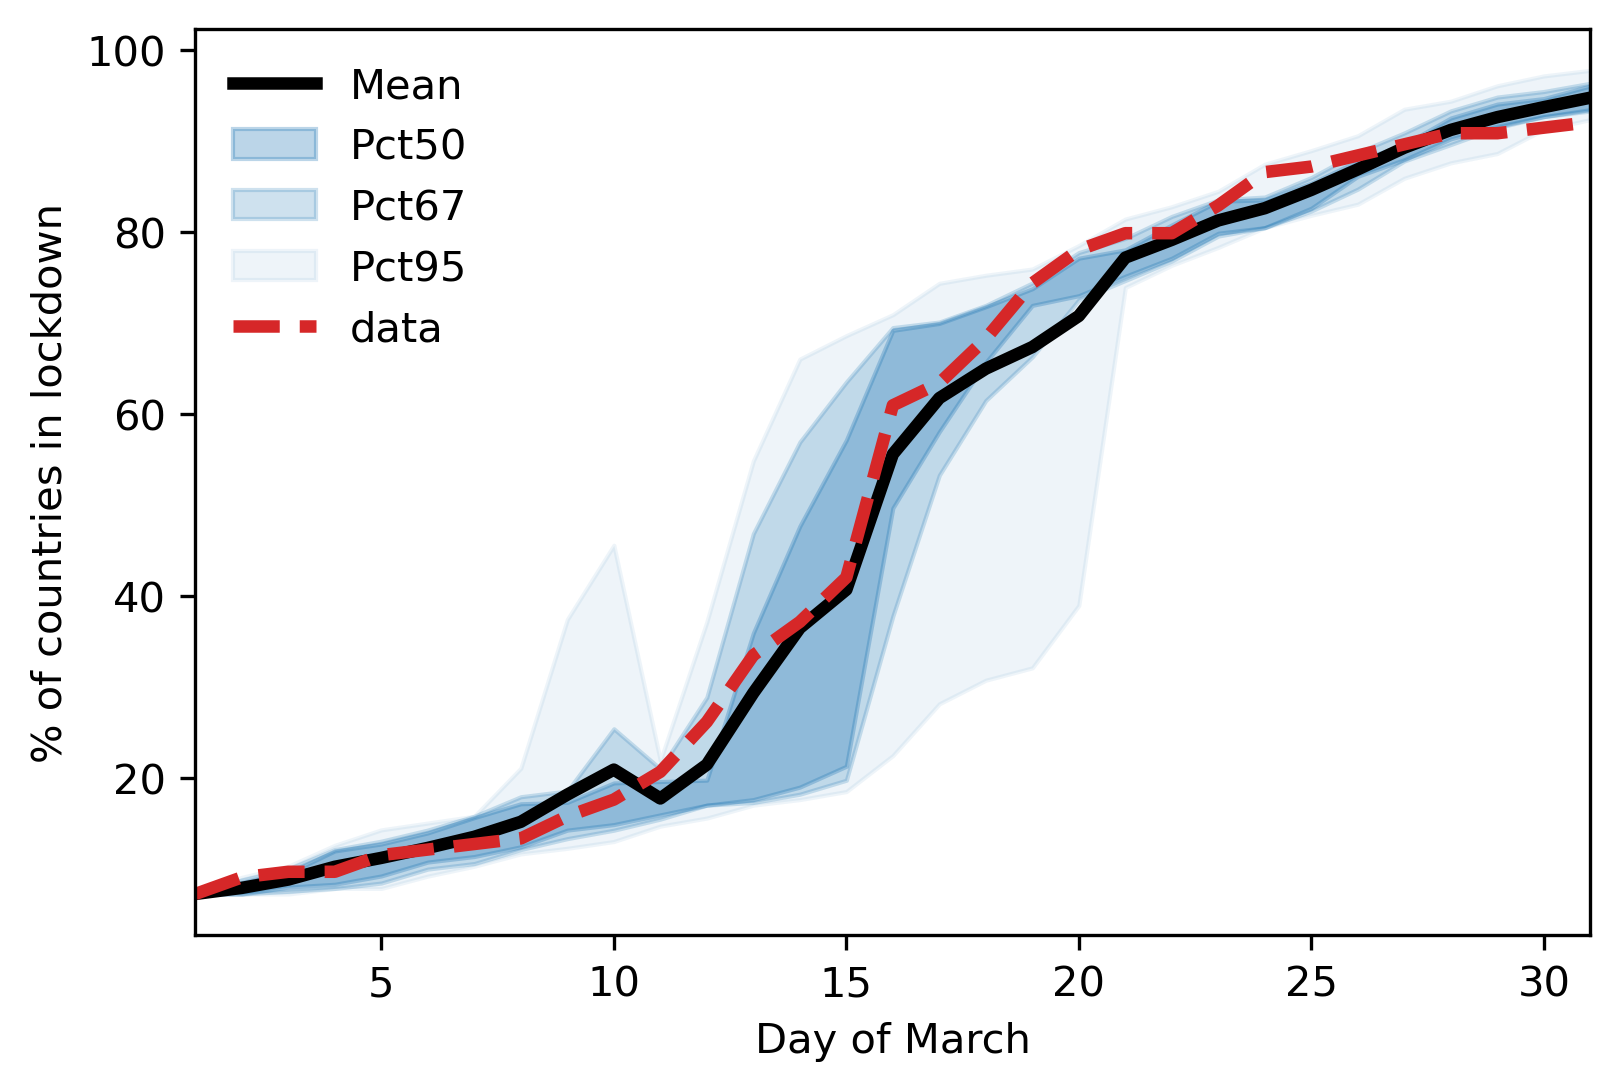 100
80
60
40
20
% of countries in lockdown
Mean
Pct50
Pct67
Pct95
data
5 10 15 20 25 30
Day of March